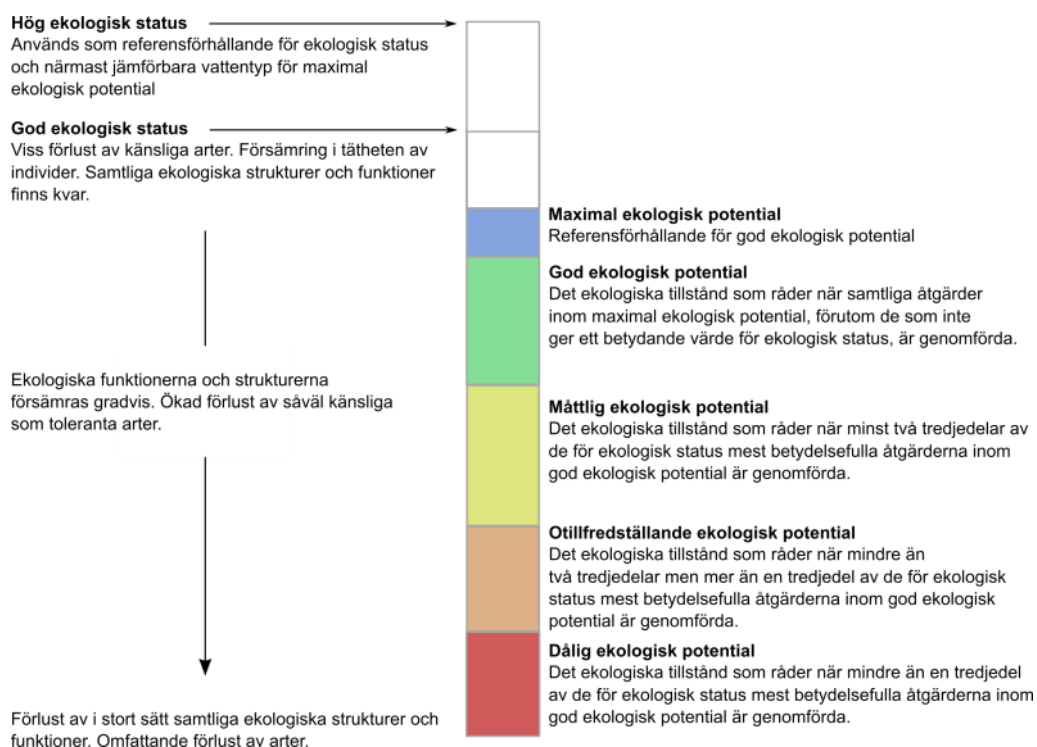 Hög ekologisk status
Används som referensförhållande för ekologisk status
och närmast jämförbara vattentyp för maximal
ekologisk potential
God ekologisk status
Viss förlust av känsliga arter. Försämring i tätheten av
individer. Samtliga ekologiska strukturer och funktioner
finns kvar.
Ekologiska funktionerna och strukturerna
försämras gradvis. Ökad förlust av såväl känsliga
som toleranta arter.
Förlust av i stort sätt samtliga ekologiska strukturer och
funktioner. Omfattande förlust av arter.
Maximal ekologisk potential
Referensförhållande för god ekologisk potential
God ekologisk potential
Det ekologiska tillstånd som råder när samtliga åtgärder
inom maximal ekologisk potential, förutom de som inte
ger ett betydande värde för ekologisk status, är genomförda.
Måttlig ekologisk potential
Det ekologiska tillstånd som råder när minst två tredjedelar av
de för ekologisk status mest betydelsefulla åtgärderna inom
god ekologisk potential är genomförda.
Otillfredställande ekologisk potential
Det ekologiska tillstånd som råder när mindre än
två tredjedelar men mer än en tredjedel av de för ekologisk
status mest betydelsefulla åtgärderna inom god ekologisk
potential är genomförda.
Dålig ekologisk potential
Det ekologiska tillstånd som råder när mindre än en tredjedel
av de för ekologisk status mest betydelsefulla åtgärderna inom
god ekologisk potential är genomförda.